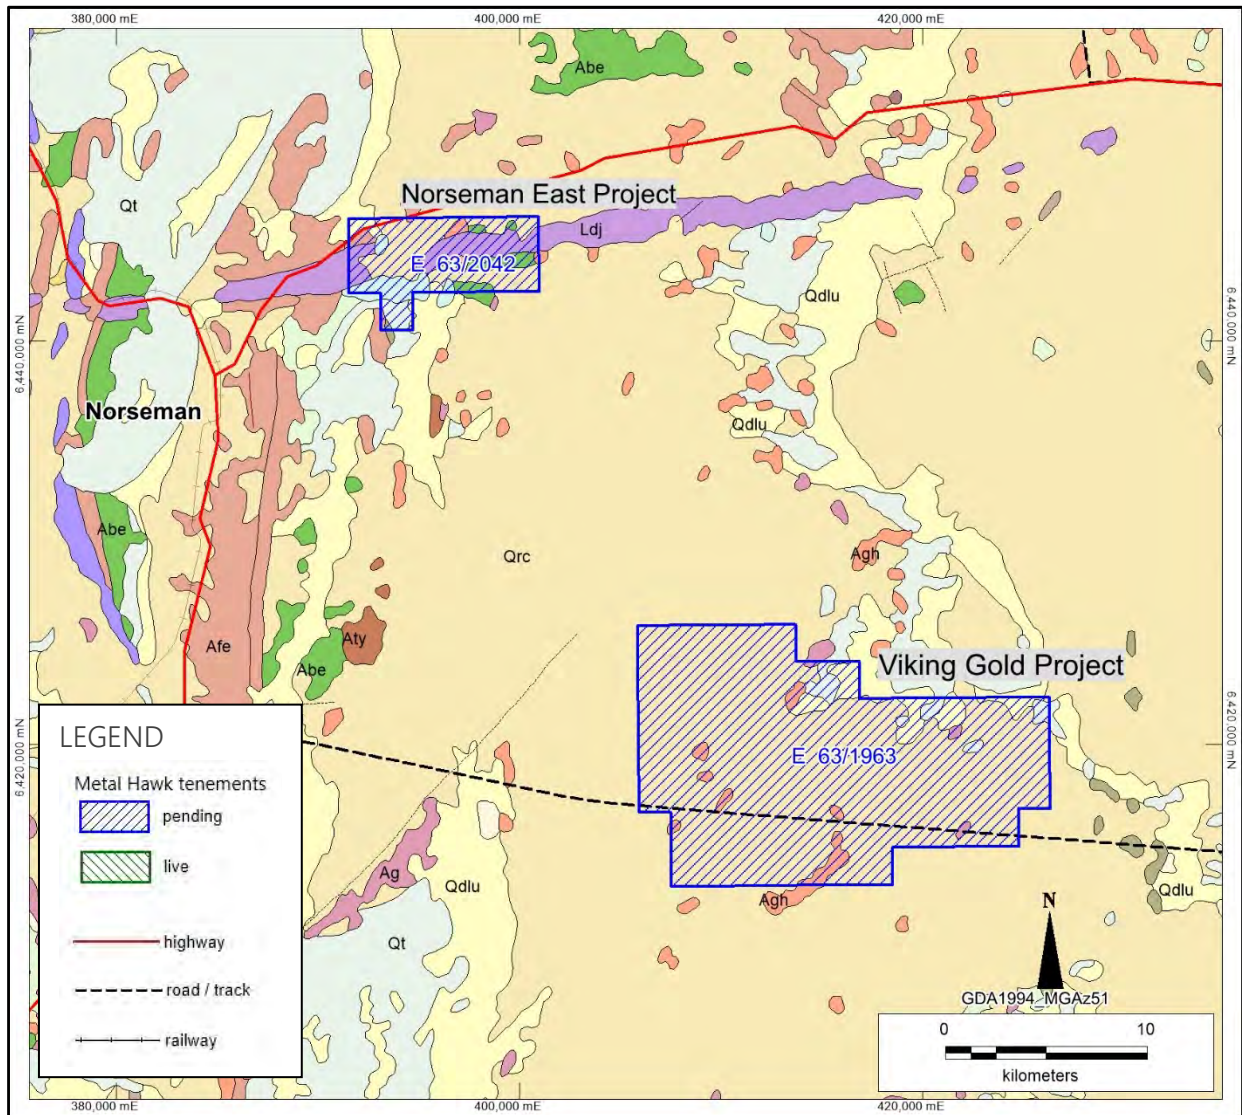 380,000 mE
400,000 mE
420,000 mE
Abe
Qt
Norseman East Project
Ldj
E 63/2042
Qdlu
6,440,000 mN
6,440,000 mN
Norseman
Qdlu
Abe
Qrc
Agh
Afe
Abe
Aty
Viking Gold Project
E 63/1963
6,420,000 mN
6,420,000 mN
LEGEND
Metal Hawk tenements
pending
live
highway
road / track
railway
Ag
Qdlu
Qt
Agh
Qdlu
N
GDA1994_MGAz51
0 10
kilometers
380,000 mE
400,000 mE
420,000 mE